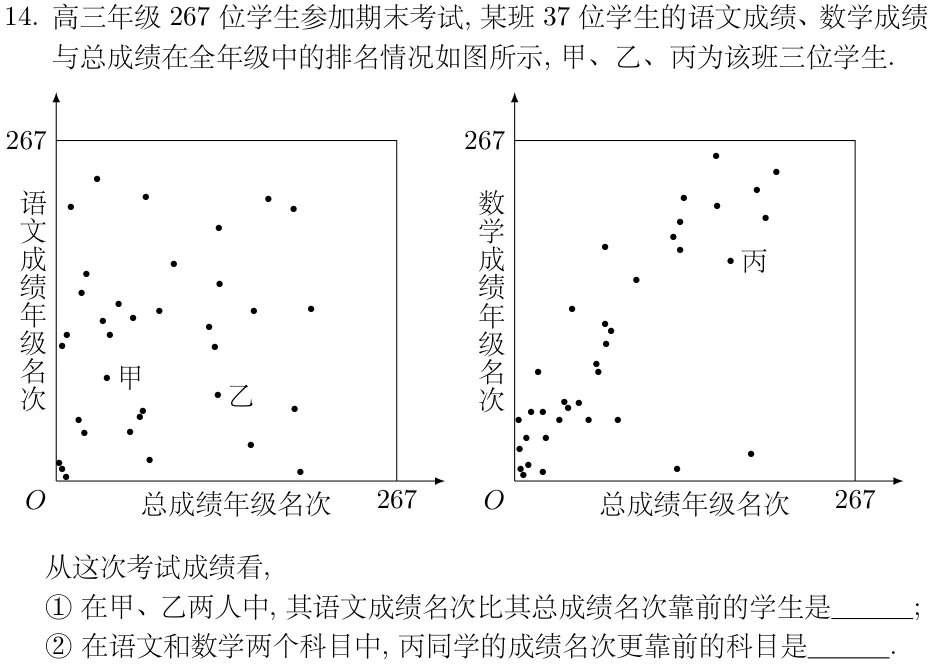 14. 高三年级 267 位学生参加期末考试, 某班 37 位学生的语文成绩、数学成绩
与总成绩在全年级中的排名情况如图所示, 甲、乙、丙为该班三位学生.
267
语文成绩年级名次
甲
乙
O
总成绩年级名次
267
267
数学成绩年级名次
丙
O
总成绩年级名次
267
从这次考试成绩看,
① 在甲、乙两人中, 其语文成绩名次比其总成绩名次靠前的学生是______;
② 在语文和数学两个科目中, 丙同学的成绩名次更靠前的科目是______.